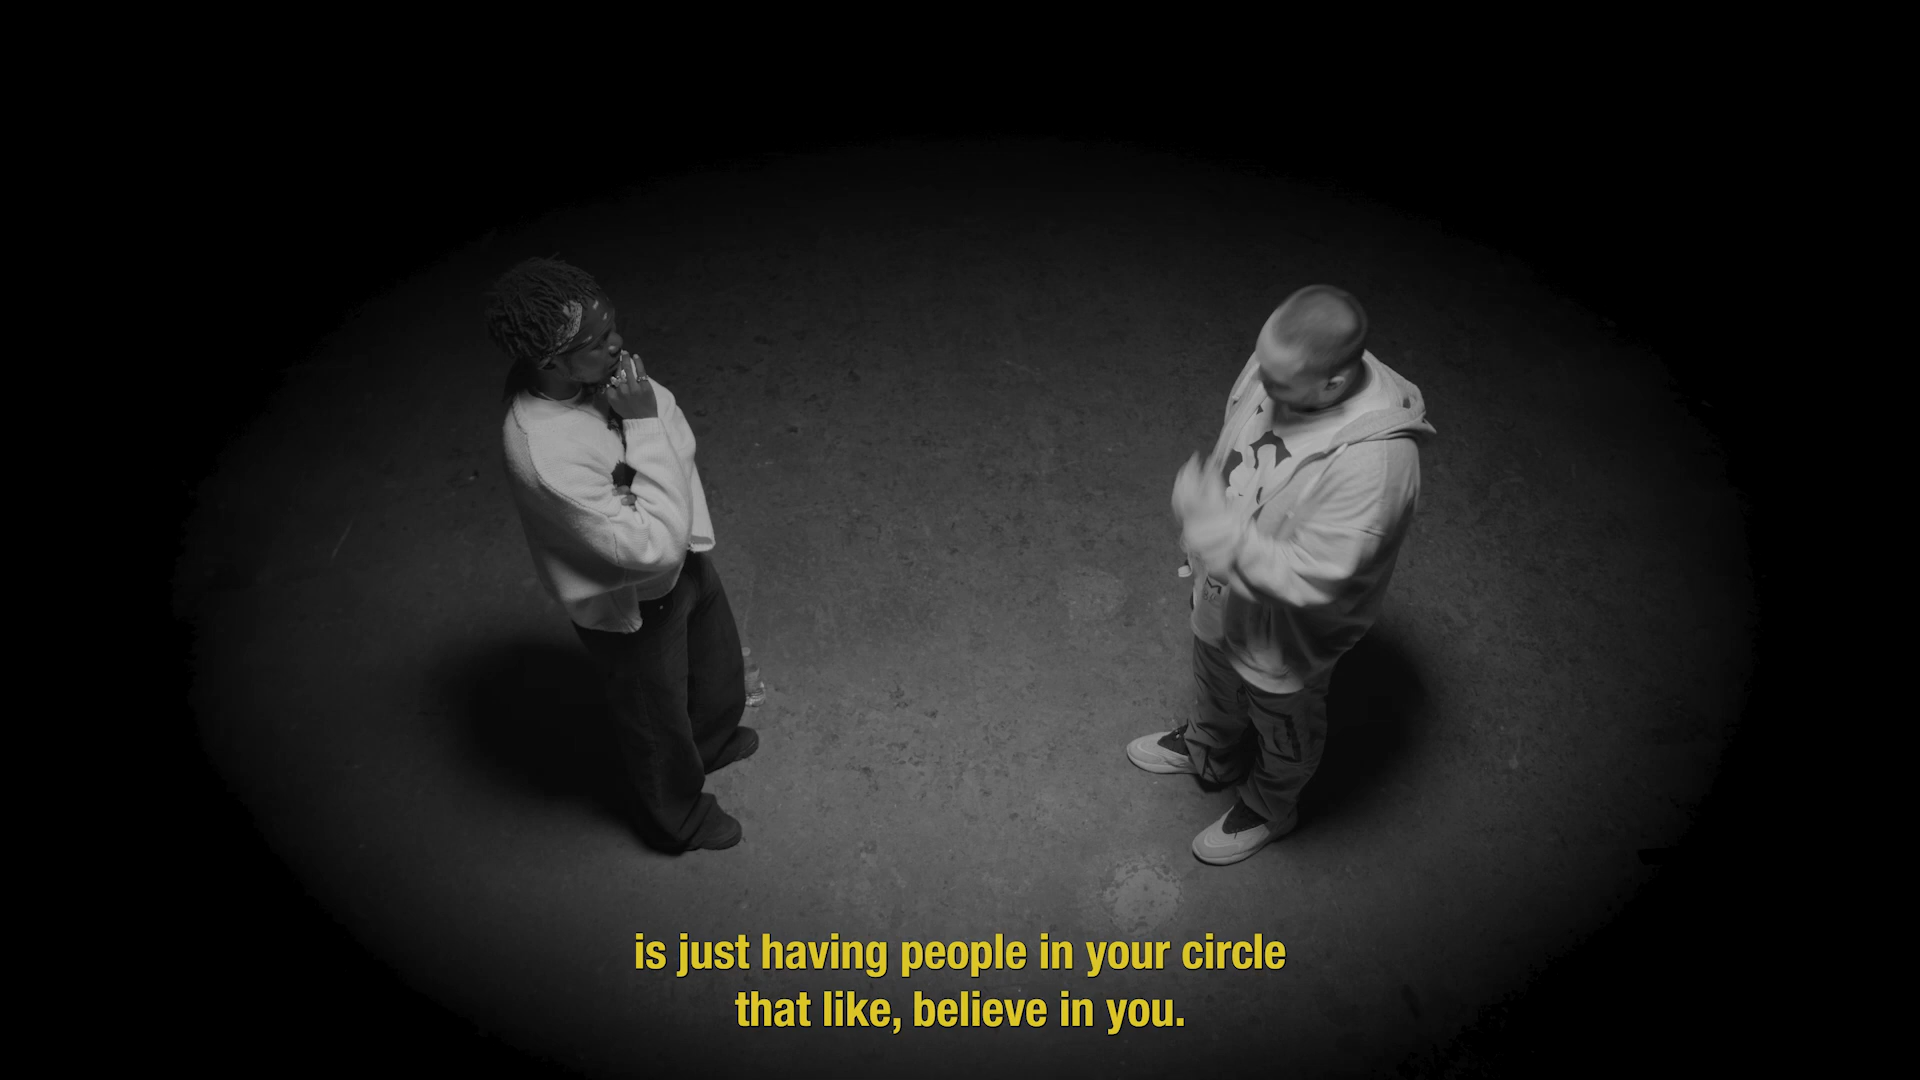 is just having people in your circle
that like, believe in you.